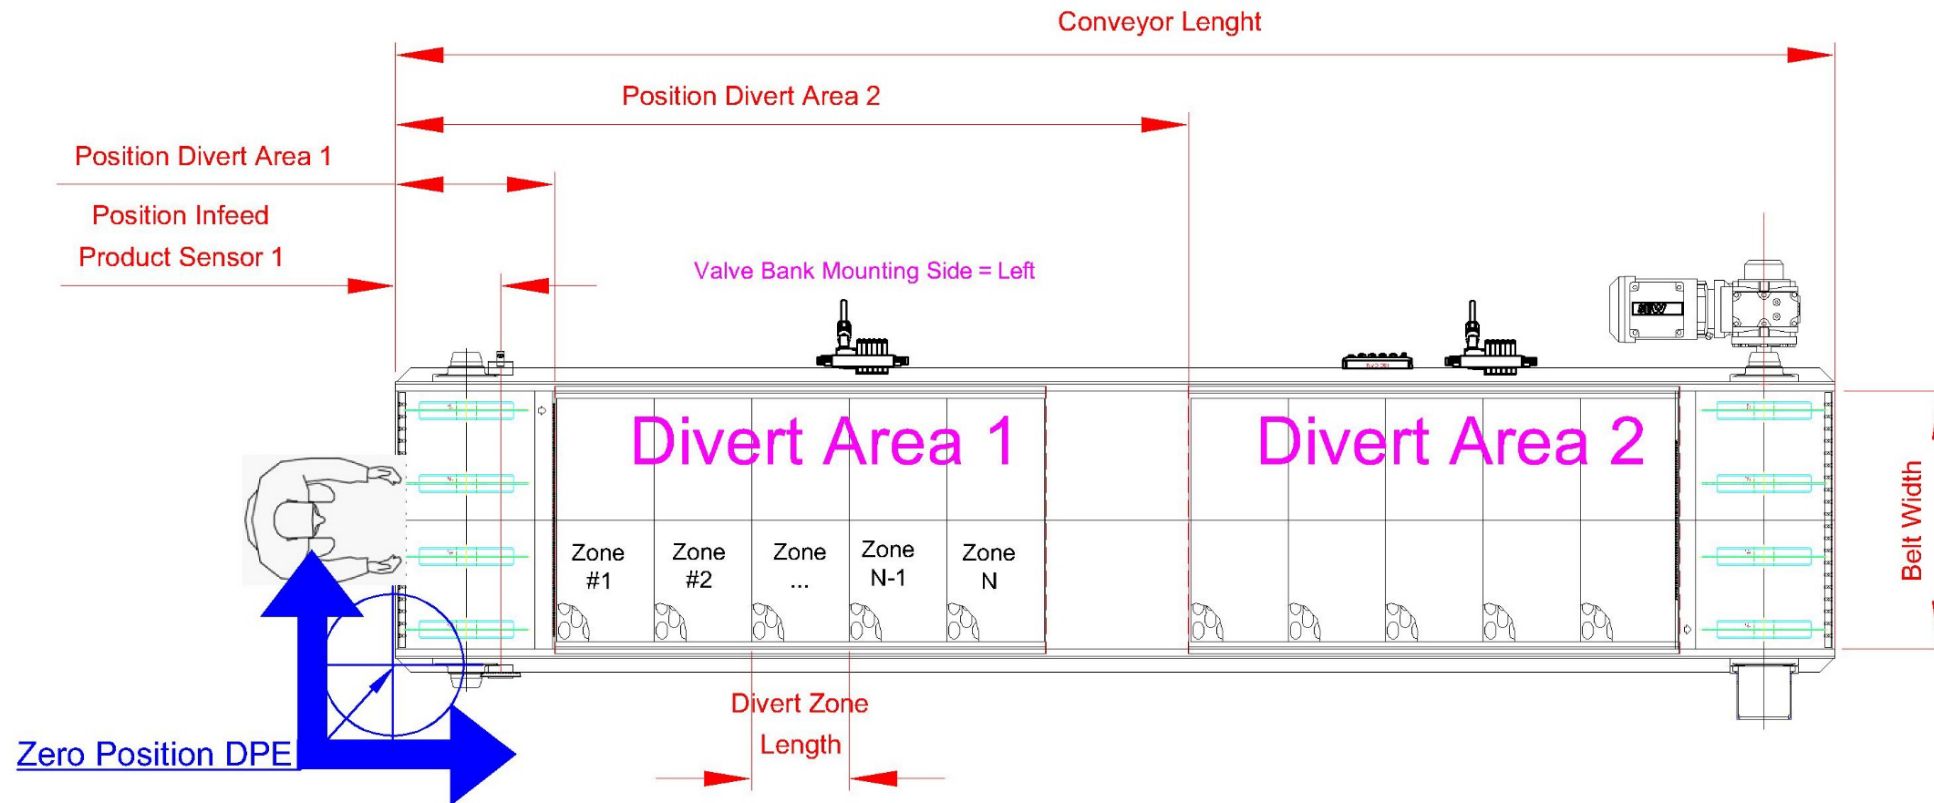 Conveyor Lenght
Position Divert Area 2
Position Divert Area 1
Position Infeed
Product Sensor 1
Valve Bank Mounting Side = Left
Divert Area 1
Divert Area 2
Belt Width
Zone
#1
Zone
#2
Zone
...
Zone
N-1
Zone
N
Divert Zone
Length
Zero Position DPE